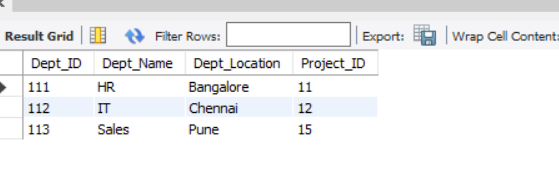 Result Grid Filter Rows: Export: Wrap Cell Content:
Dept_ID Dept_Name Dept_Location Project_ID
111 HR Bangalore 11
112 IT Chennai 12
113 Sales Pune 15